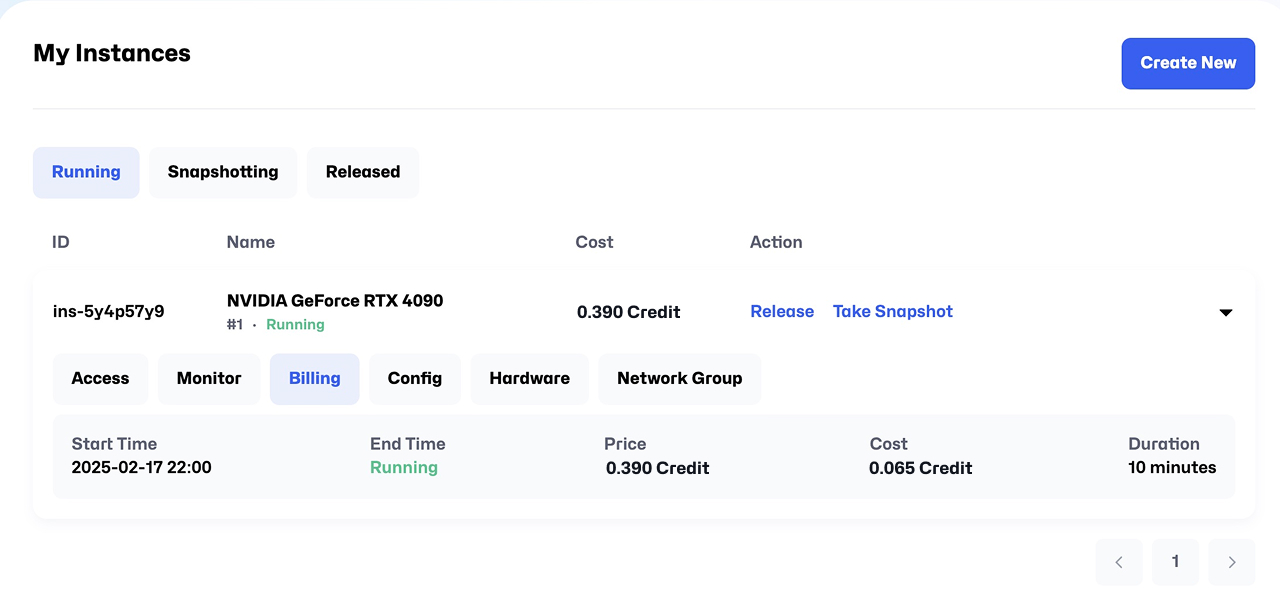 My Instances
Create New
Running Snapshotting Released
ID Name Cost Action
ins-5y4p57y9 NVIDIA GeForce RTX 4090 0.390 Credit Release Take Snapshot
#1 · Running
Access Monitor Billing Config Hardware Network Group
Start Time End Time Price Cost Duration
2025-02-17 22:00 Running 0.390 Credit 0.065 Credit 10 minutes
1